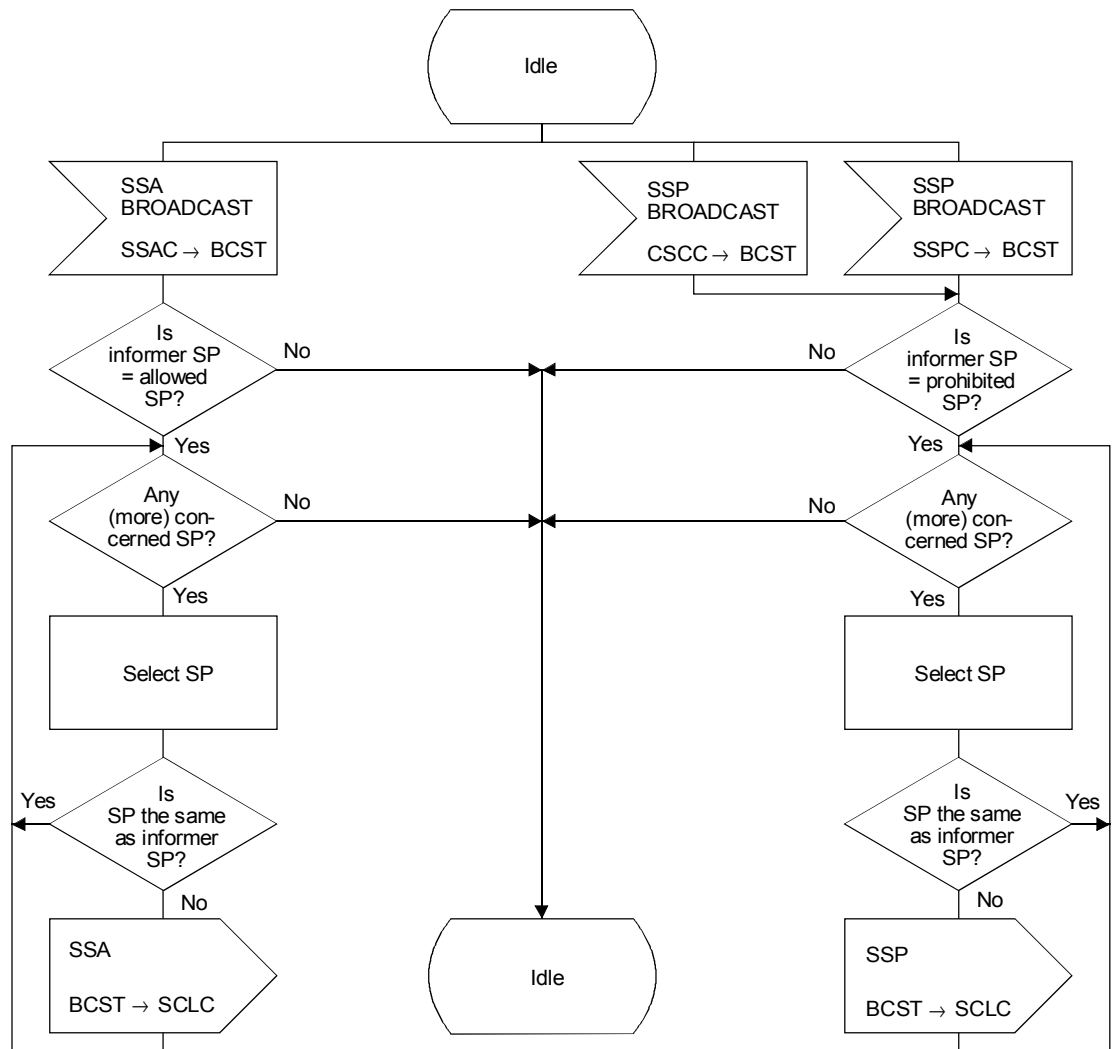 Idle
SSA
BROADCAST
SSAC → BCST
SSP
BROADCAST
CSCC → BCST
SSP
BROADCAST
SSPC → BCST
Is
informer SP
= allowed
SP?
No
No
Is
informer SP
= prohibited
SP?
Yes
Yes
Any
(more) con-
cerned SP?
No
No
Any
(more) con-
cerned SP?
Yes
Yes
Select SP
Select SP
Yes
Is
SP the same
as informer
SP?
Is
SP the same
as informer
SP?
Yes
No
No
SSA
BCST → SCLC
Idle
SSP
BCST → SCLC